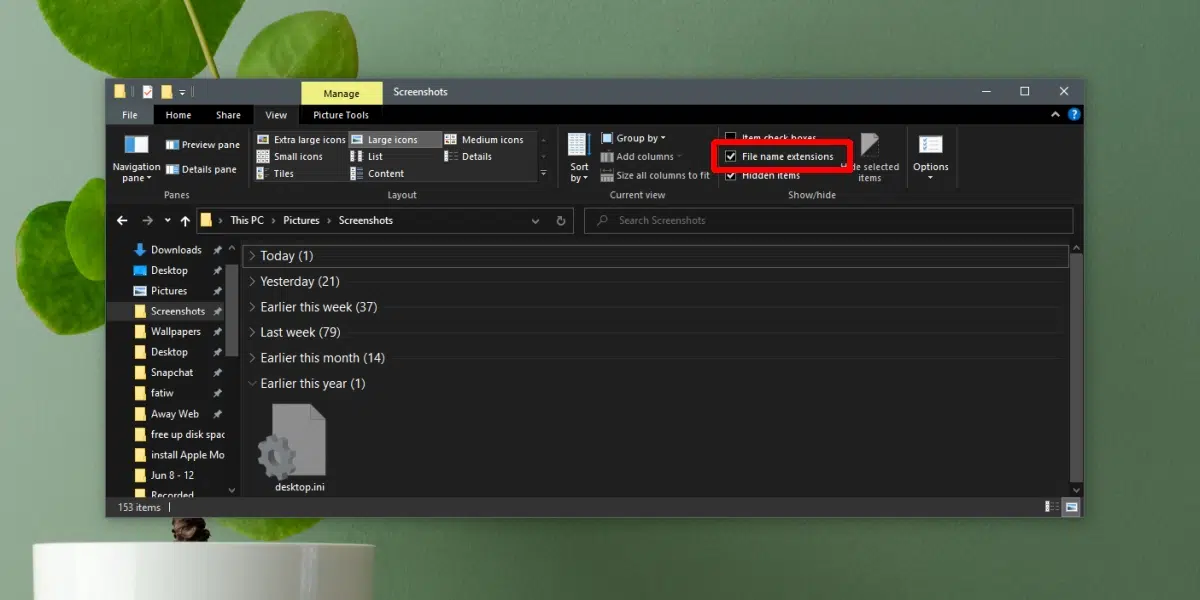 Manage
Screenshots
File
Home
Share
View
Picture Tools
Navigation pane
Preview pane
Details pane
Panes
Extra large icons
Large icons
Medium icons
Small icons
List
Details
Tiles
Content
Layout
Sort by
Group by
Add columns
Size all columns to fit
Current view
Item check boxes
File name extensions
Hidden items
selected items
Show/hide
Options
This PC
Pictures
Screenshots
Search Screenshots
Downloads
Desktop
Pictures
Screenshots
Wallpapers
Desktop
Snapchat
fatiw
Away Web
free up disk spac
install Apple Mo
Jun 8 - 12
Recorded
Today (1)
Yesterday (21)
Earlier this week (37)
Last week (79)
Earlier this month (14)
Earlier this year (1)
desktop.ini
153 items